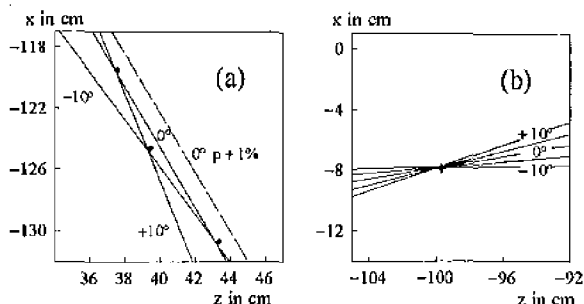 x in cm
−118
−122
−126
−130
(a)
−10°
0°
0° p + 1%
+10°
36 38 40 42 44 46
z in cm
x in cm
0
−4
−8
−12
(b)
+10°
0°
−10°
−104 −100 −96 −92
z in cm